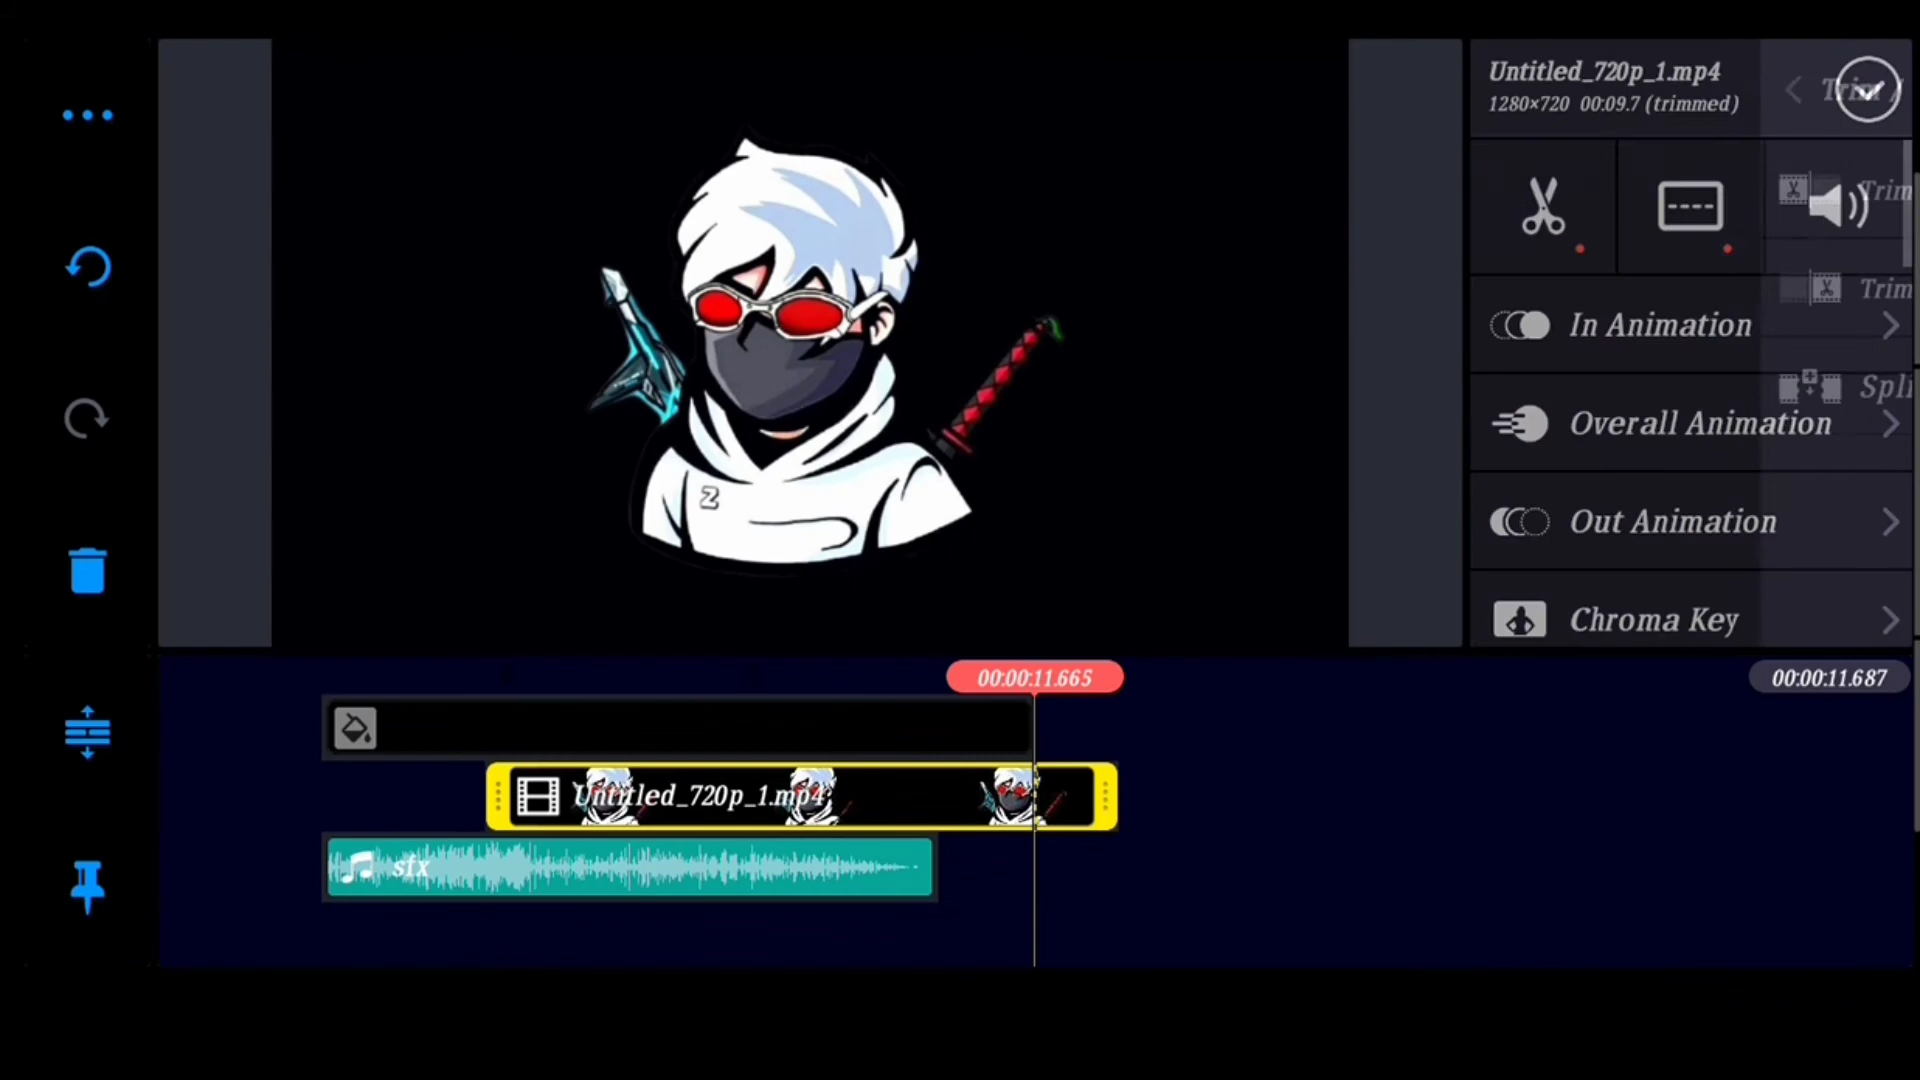 Untitled_720p_1.mp4
1280×720 00:09.7 (trimmed)
Trim
Trim
Trim
In Animation
Overall Animation
Out Animation
Chroma Key
Z
00:00:11.665
00:00:11.687
Untitled_720p_1.mp4
sfx